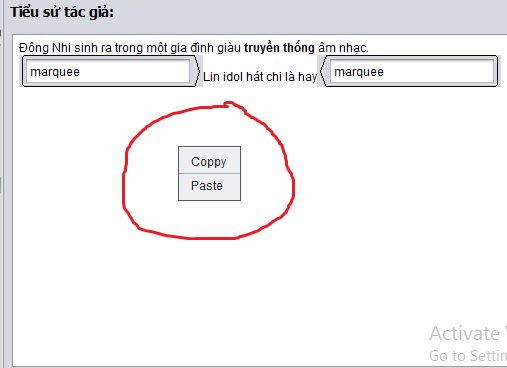 Tiểu sử tác giả:
Đông Nhi sinh ra trong một gia đình giàu truyền thống âm nhạc.
marquee Lin idol hát chi là hay marquee
Coppy
Paste
Activate
Go to Settin